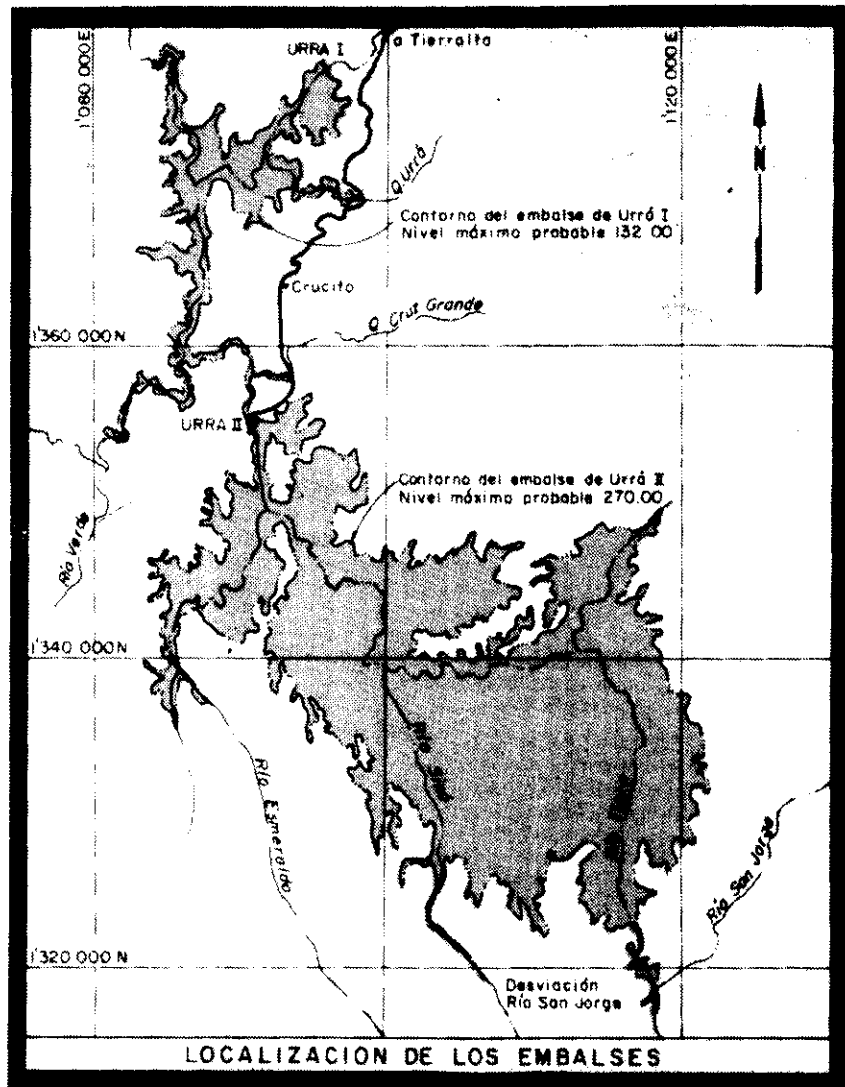 1'080 000E
URRA I
a Tierralta
1'120 000 E
N
Q Urrá
Contorno del embalse de Urrá I
Nivel máximo probable 132 00
Crucito
Q Cruz Grande
1'360 000 N
URRA II
Contorno del embalse de Urrá II
Nivel máximo probable 270.00
Río Verde
1'340 000 N
Río Sinú
Río Esmeralda
Río San Jorge
1'320 000 N
Desviación
Río San Jorge
LOCALIZACION DE LOS EMBALSES